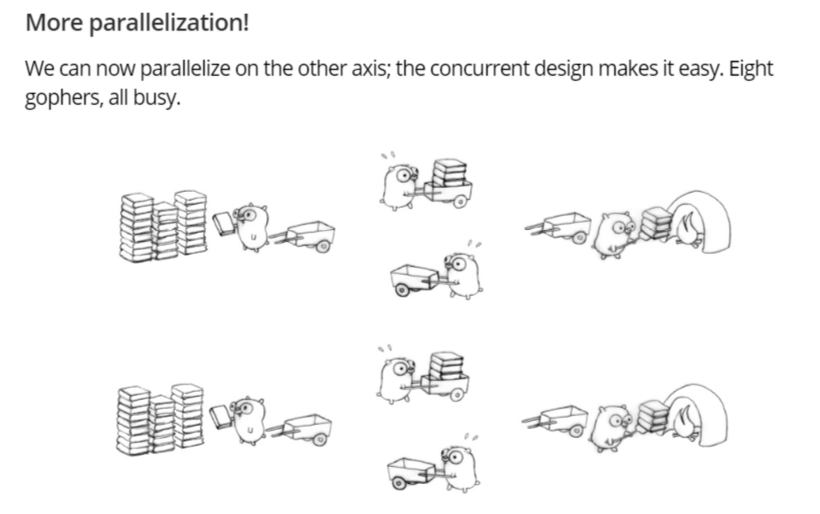 More parallelization!
We can now parallelize on the other axis; the concurrent design makes it easy. Eight
gophers, all busy.